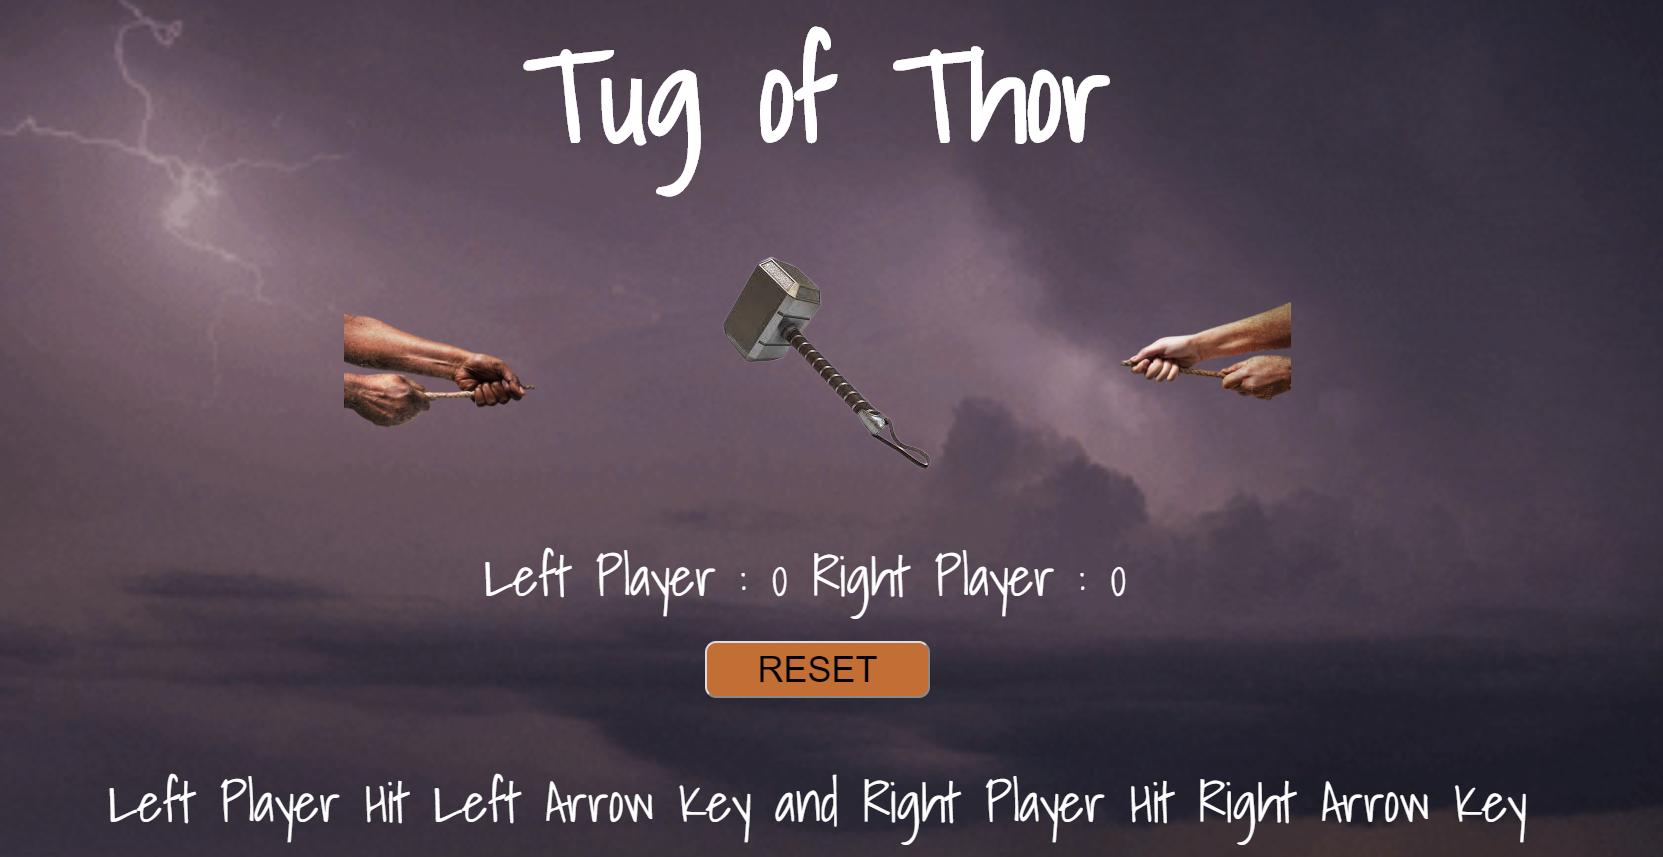 Tug of Thor
Left Player : 0 Right Player : 0
RESET
Left Player Hit Left Arrow Key and Right Player Hit Right Arrow Key